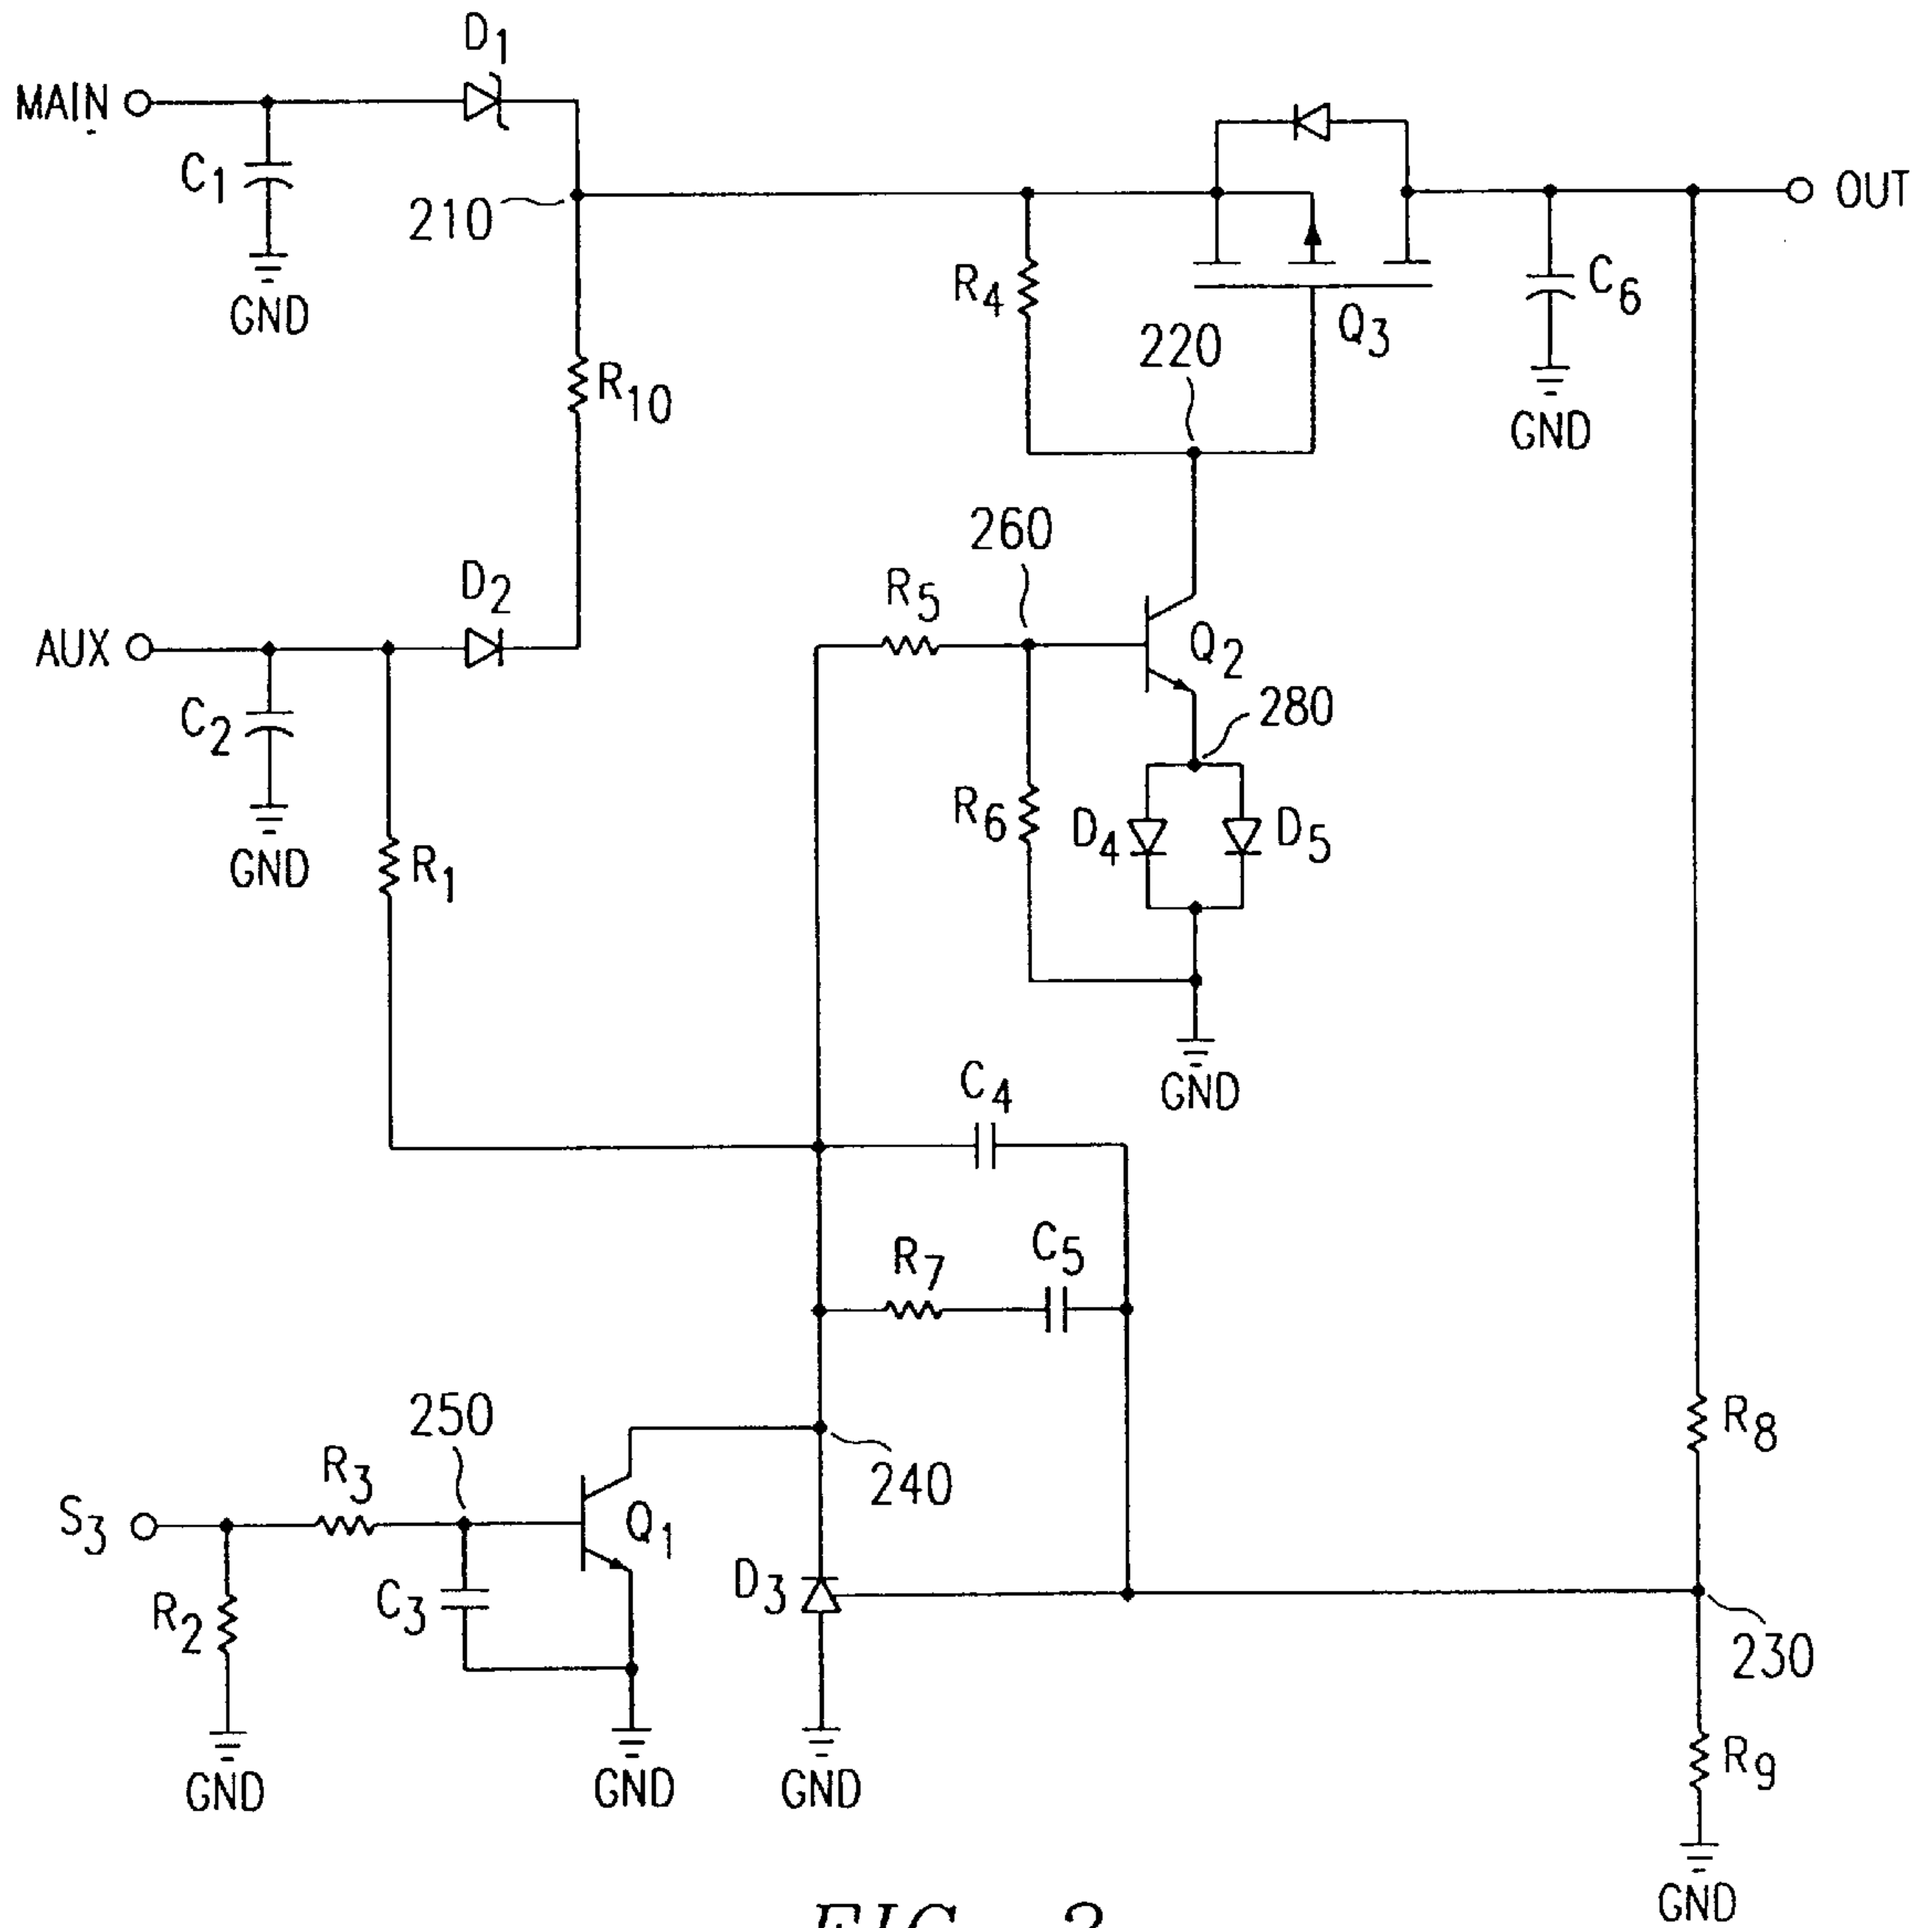 D1
MAIN
C1
210
GND
OUT
R4
C6
Q3
220
R10
GND
260
D2
R5
AUX
Q2
280
C2
R6
D4
D5
GND
R1
C4
GND
C5
R7
250
R8
R3
240
S3
Q1
D3
C3
R2
230
R9
GND
GND
GND
GND